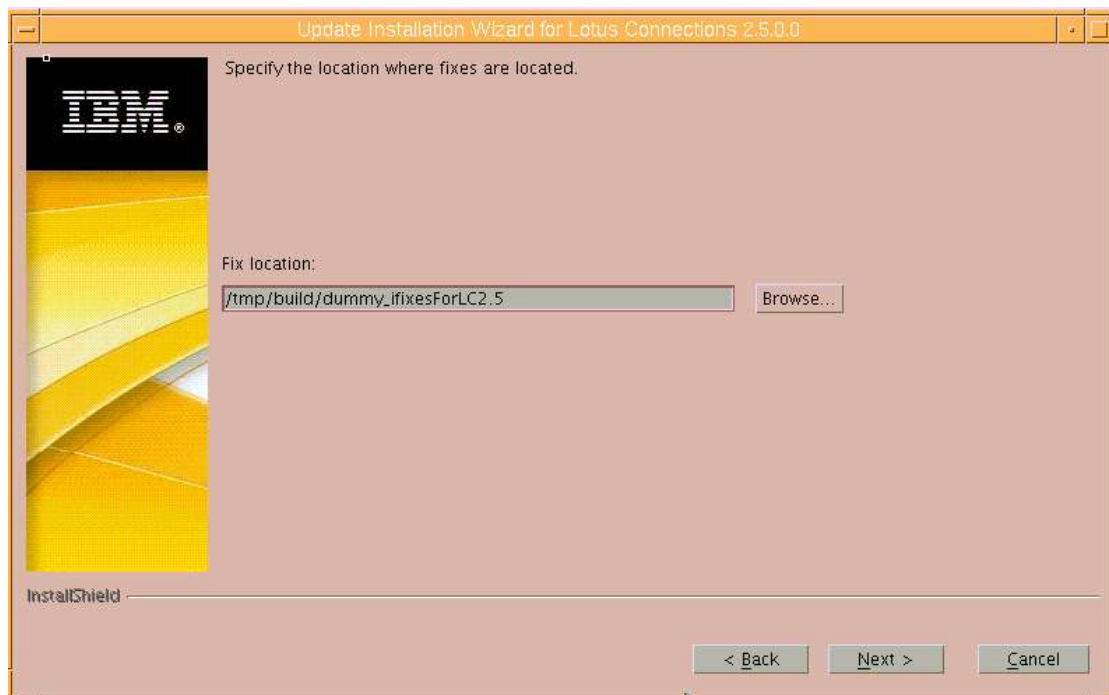 Update Installation Wizard for Lotus Connections 2.5.0.0
IBM®
Specify the location where fixes are located.
Fix location:
/tmp/build/dummy_ifixesForLC2.5
Browse...
InstallShield
< Back
Next >
Cancel